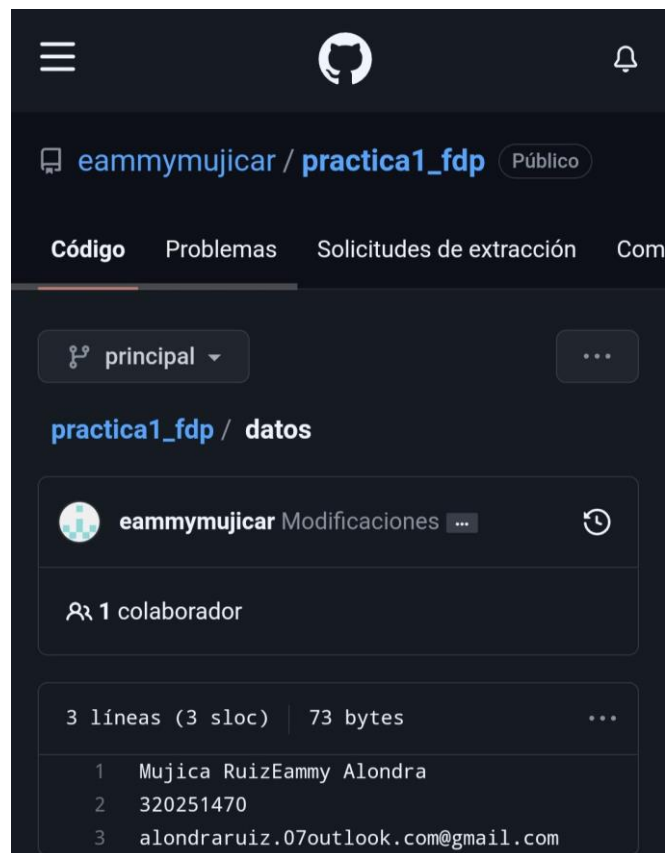 eammymujicar / practica1_fdp Público
Código Problemas Solicitudes de extracción Com
principal
practica1_fdp / datos
eammymujicar Modificaciones
1 colaborador
3 líneas (3 sloc) 73 bytes
1 Mujica RuizEammy Alondra
2 320251470
3 alondraruiz.07outlook.com@gmail.com